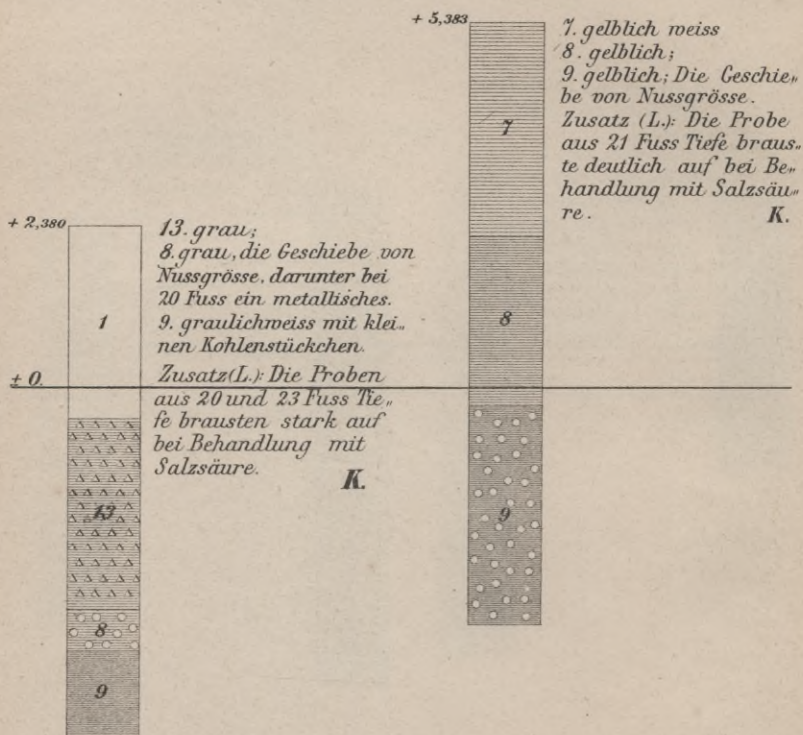 + 2,380
13. grau;
8. grau, die Geschiebe von
Nussgrösse, darunter bei
20 Fuss ein metallisches.
9. graulichweiss mit klei„
nen Kohlenstückchen.
Zusatz (L.): Die Proben
aus 20 und 23 Fuss Tie„
fe brausten stark auf
bei Behandlung mit
Salzsäure.
K.
1
± 0.
13
8
9
+ 5,383
7. gelblich weiss
8. gelblich;
9. gelblich; Die Geschie„
be von Nussgrösse.
Zusatz (L.): Die Probe
aus 21 Fuss Tiefe braus„
te deutlich auf bei Be„
handlung mit Salzsäu„
re. K.
7
8
9